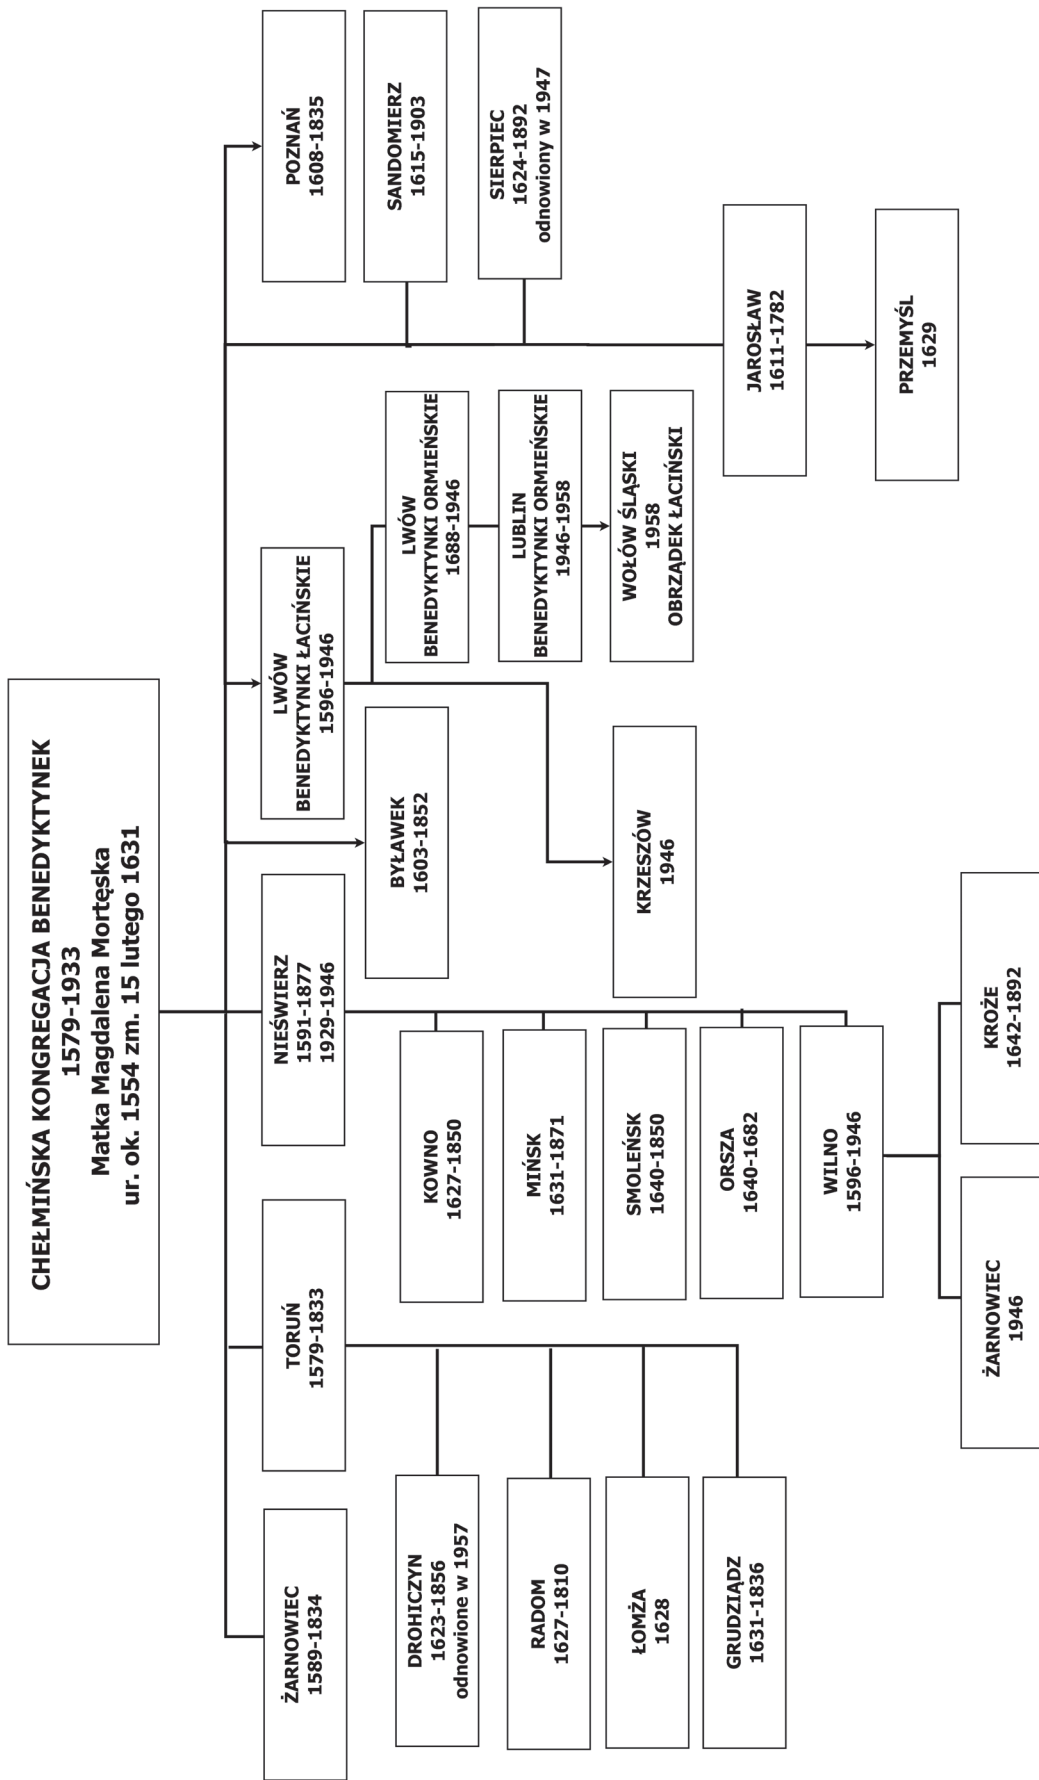 CHEŁMIŃSKA KONGREGACJA BENEDYKTYNEK
1579-1933
Matka Magdalena Mortęska
ur. ok. 1554 zm. 15 lutego 1631
ŻARNOWIEC
1589-1834
TORUŃ
1579-1833
NIEŚWIERZ
1591-1877
1929-1946
BYŁAWEK
1603-1852
LWÓW
BENEDYKTYNKI ŁACIŃSKIE
1596-1946
POZNAŃ
1608-1835
SANDOMIERZ
1615-1903
SIERPIEC
1624-1892
odnowiony w 1947
DROHICZYN
1623-1856
odnowione w 1957
RADOM
1627-1810
ŁOMŻA
1628
GRUDZIĄDZ
1631-1836
KOWNO
1627-1850
MIŃSK
1631-1871
SMOLEŃSK
1640-1850
ORSZA
1640-1682
WILNO
1596-1946
ŻARNOWIEC
1946
KROŻE
1642-1892
KRZESZÓW
1946
LWÓW
BENEDYKTYNKI ORMIEŃSKIE
1688-1946
LUBLIN
BENEDYKTYNKI ORMIEŃSKIE
1946-1958
WOŁÓW ŚLĄSKI
1958
OBRZĄDEK ŁACIŃSKI
JAROSŁAW
1611-1782
PRZEMYŚL
1629